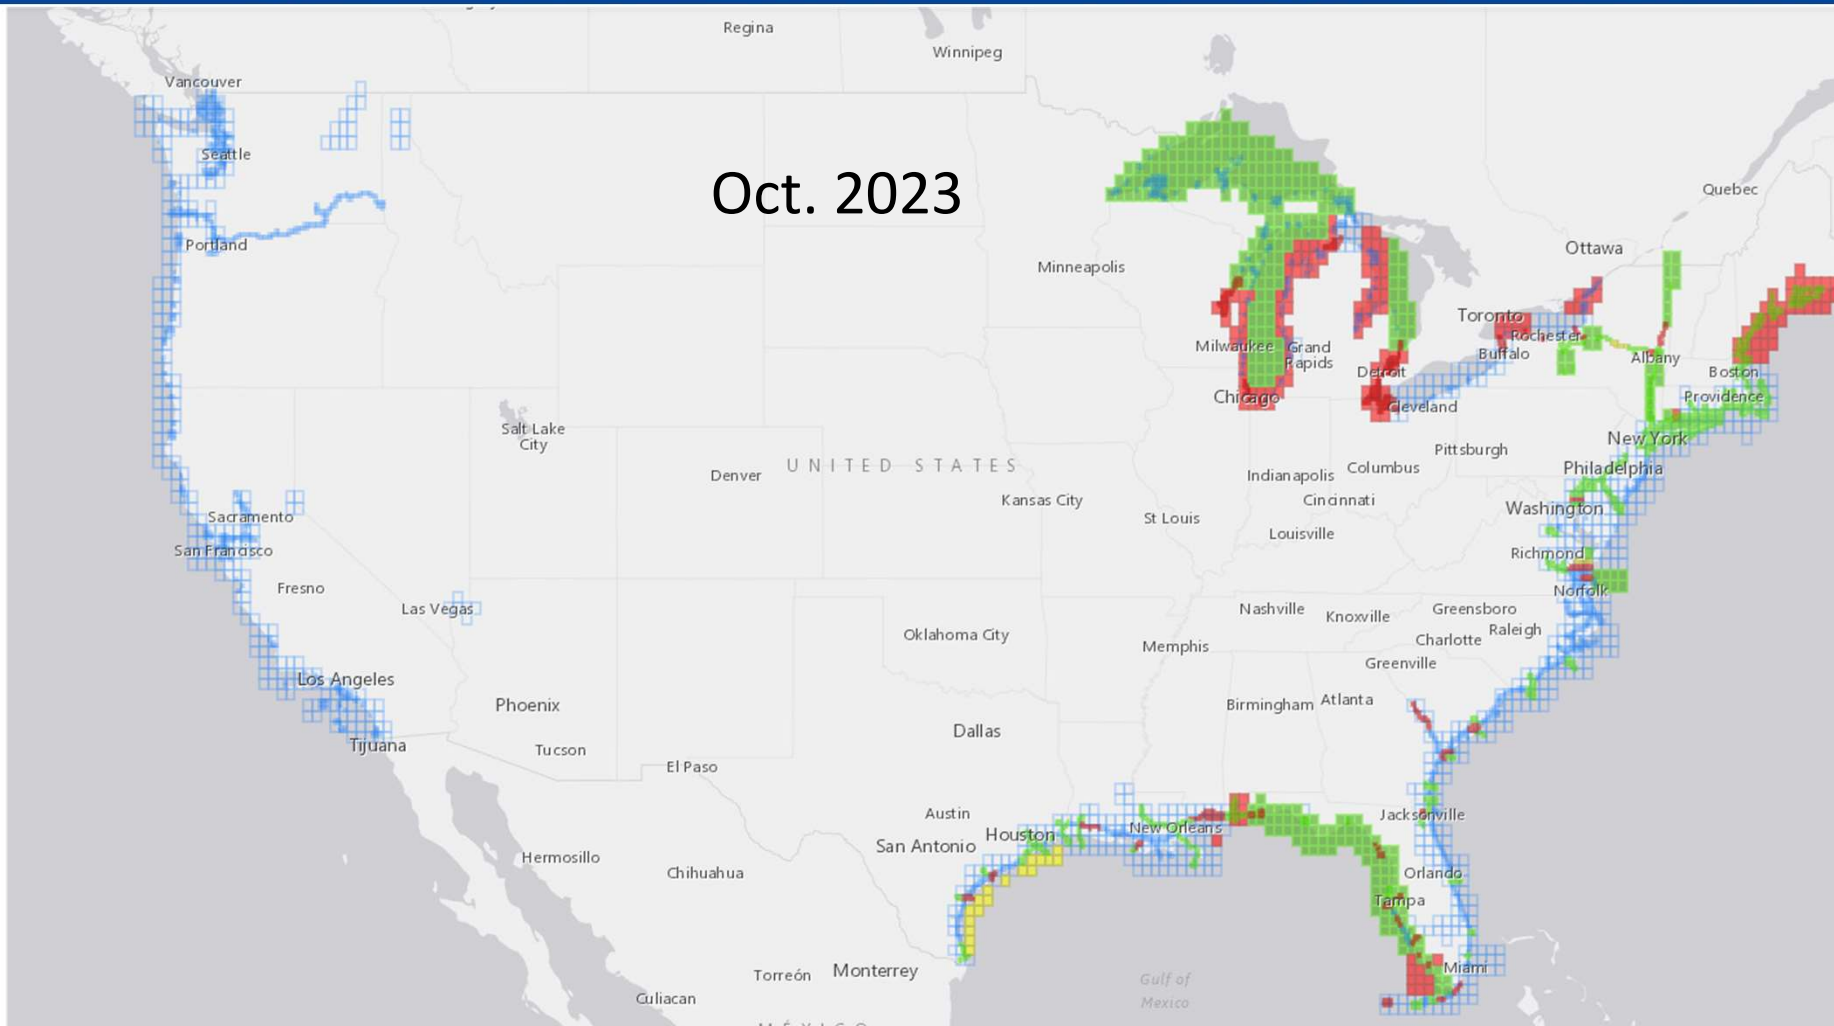 Regina
Winnipeg
Vancouver
Oct. 2023
Seattle
Quebec
Portland
Ottawa
Minneapolis
Toronto
Rochester
Milwaukee
Grand
Rapids
Buffalo
Albany
Detroit
Boston
Chicago
Cleveland
Providence
Salt Lake
City
New York
Pittsburgh
UNITED STATES
Denver
Indianapolis
Columbus
Philadelphia
Kansas City
Cincinnati
Washington
Sacramento
St Louis
Louisville
San Francisco
Richmond
Fresno
Las Vegas
Norfolk
Nashville
Knoxville
Greensboro
Oklahoma City
Raleigh
Charlotte
Memphis
Greenville
Los Angeles
Phoenix
Birmingham
Atlanta
Dallas
Tijuana
Tucson
El Paso
Austin
Jacksonville
New Orleans
Houston
San Antonio
Hermosillo
Chihuahua
Orlando
Tampa
Miami
Torreón
Monterrey
Gulf of
Mexico
Culiacan
MÉXICO